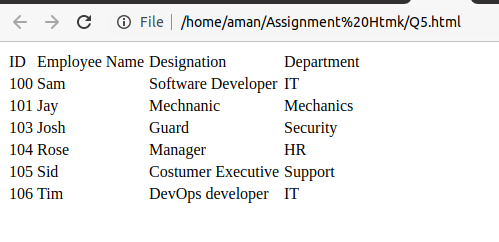 File | /home/aman/Assignment%20Htmk/Q5.html
ID Employee Name Designation Department
100 Sam Software Developer IT
101 Jay Mechnanic Mechanics
103 Josh Guard Security
104 Rose Manager HR
105 Sid Costumer Executive Support
106 Tim DevOps developer IT